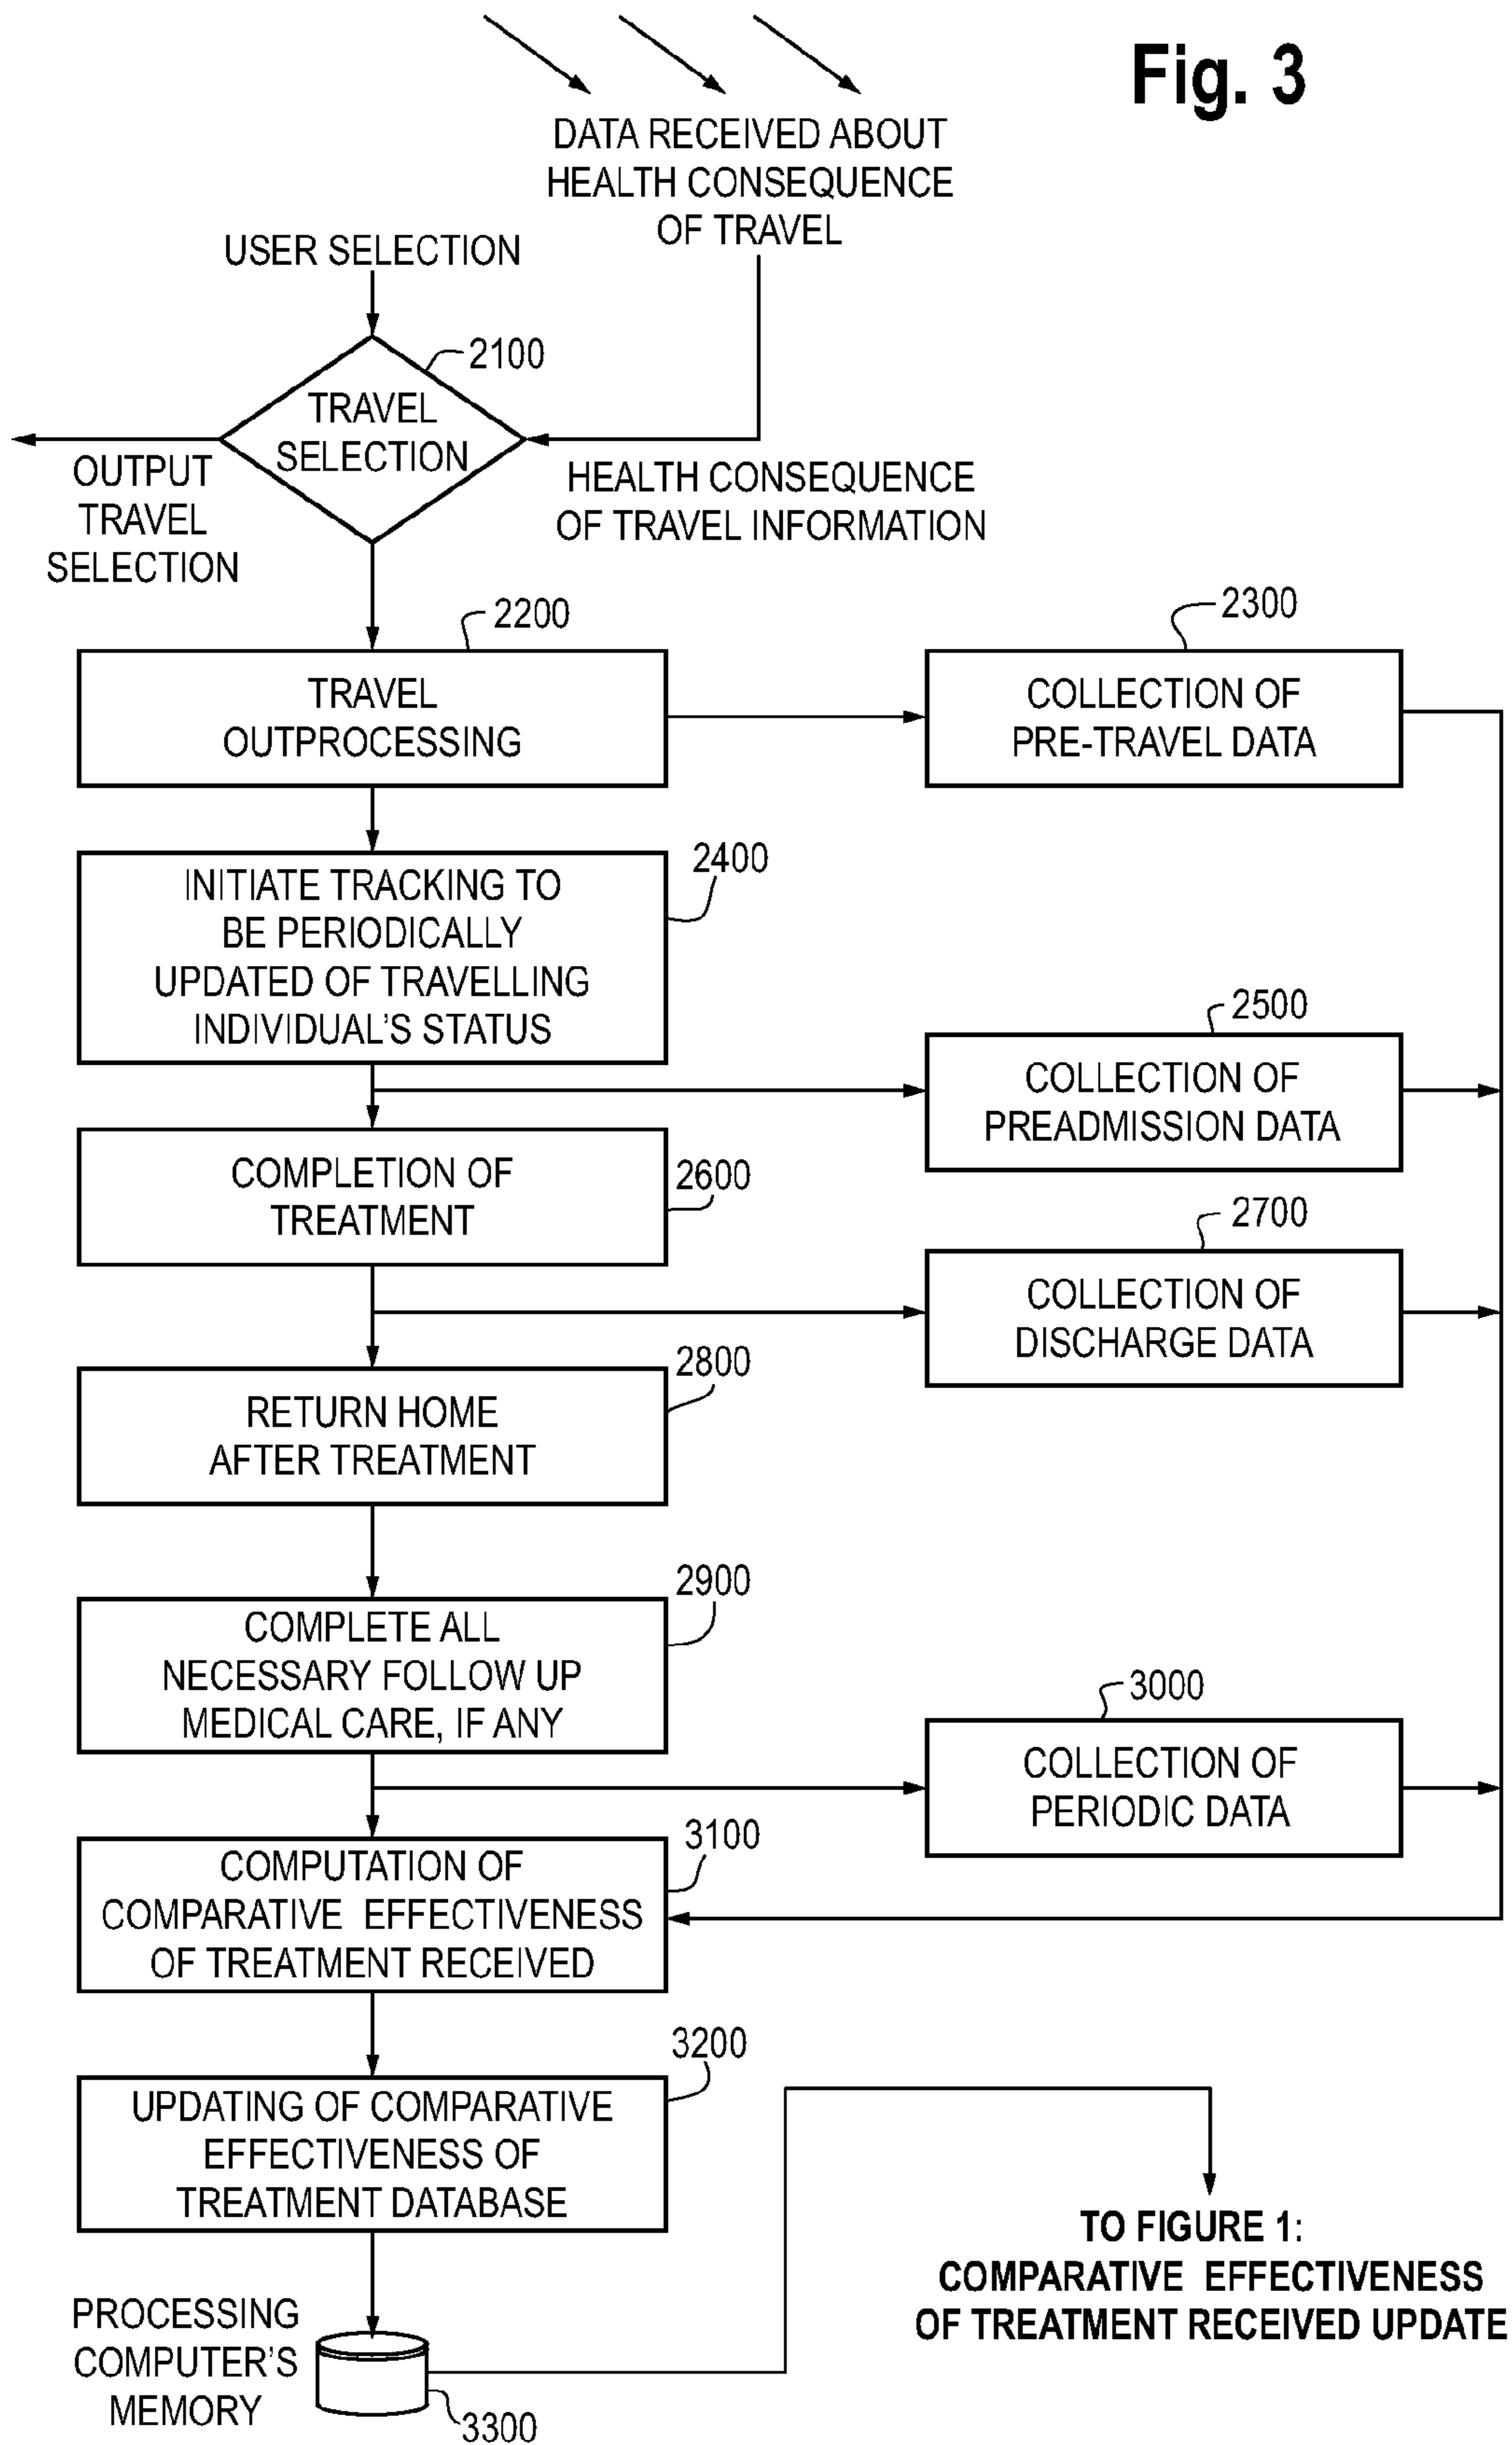 Fig. 3
DATA RECEIVED ABOUT
HEALTH CONSEQUENCE
OF TRAVEL
USER SELECTION
2100
TRAVEL
SELECTION
OUTPUT
TRAVEL
SELECTION
HEALTH CONSEQUENCE
OF TRAVEL INFORMATION
2200
TRAVEL
OUTPROCESSING
2300
COLLECTION OF
PRE-TRAVEL DATA
2400
INITIATE TRACKING TO
BE PERIODICALLY
UPDATED OF TRAVELLING
INDIVIDUAL'S STATUS
2500
COLLECTION OF
PREADMISSION DATA
2600
COMPLETION OF
TREATMENT
2700
COLLECTION OF
DISCHARGE DATA
2800
RETURN HOME
AFTER TREATMENT
2900
COMPLETE ALL
NECESSARY FOLLOW UP
MEDICAL CARE, IF ANY
3000
COLLECTION OF
PERIODIC DATA
3100
COMPUTATION OF
COMPARATIVE EFFECTIVENESS
OF TREATMENT RECEIVED
3200
UPDATING OF COMPARATIVE
EFFECTIVENESS OF
TREATMENT DATABASE
TO FIGURE 1:
COMPARATIVE EFFECTIVENESS
OF TREATMENT RECEIVED UPDATE
PROCESSING
COMPUTER'S
MEMORY
3300